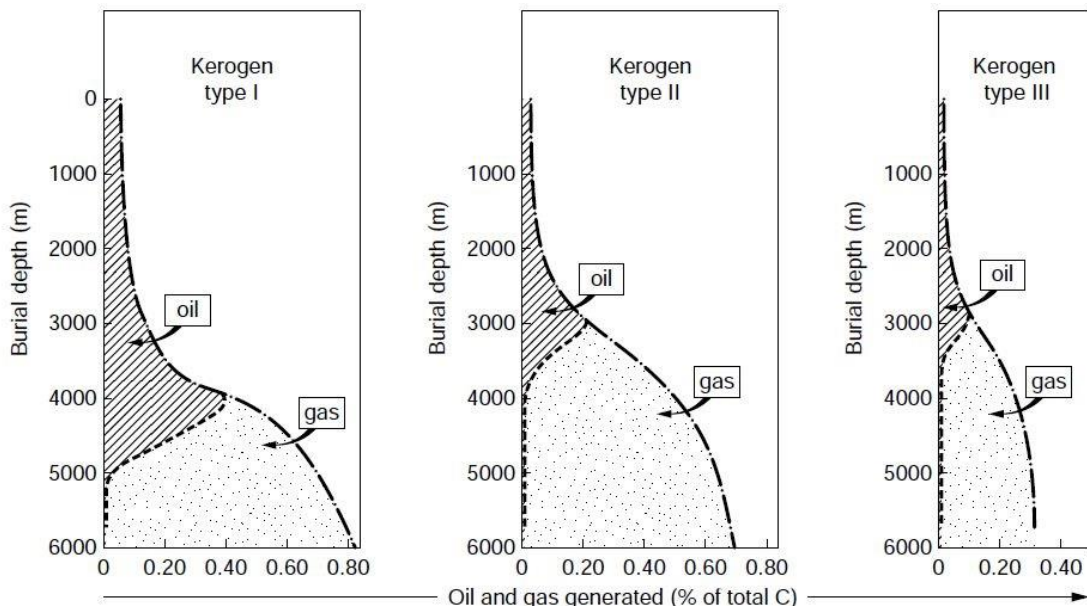 Kerogen
type I
Burial depth (m)
0
1000
2000
3000
4000
5000
6000
oil
gas
0 0.20 0.40 0.60 0.80
Kerogen
type II
Burial depth (m)
1000
2000
3000
4000
5000
6000
oil
gas
0 0.20 0.40 0.60 0.80
Kerogen
type III
Burial depth (m)
1000
2000
3000
4000
5000
6000
oil
gas
0 0.20 0.40
Oil and gas generated (% of total C)